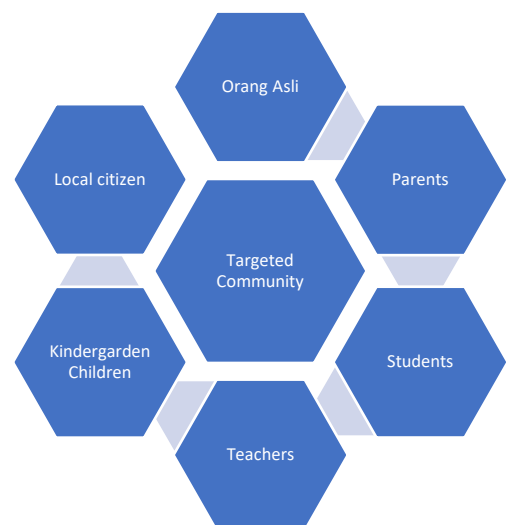 Orang Asli
Local citizen
Parents
Targeted
Community
Kindergarden
Children
Students
Teachers